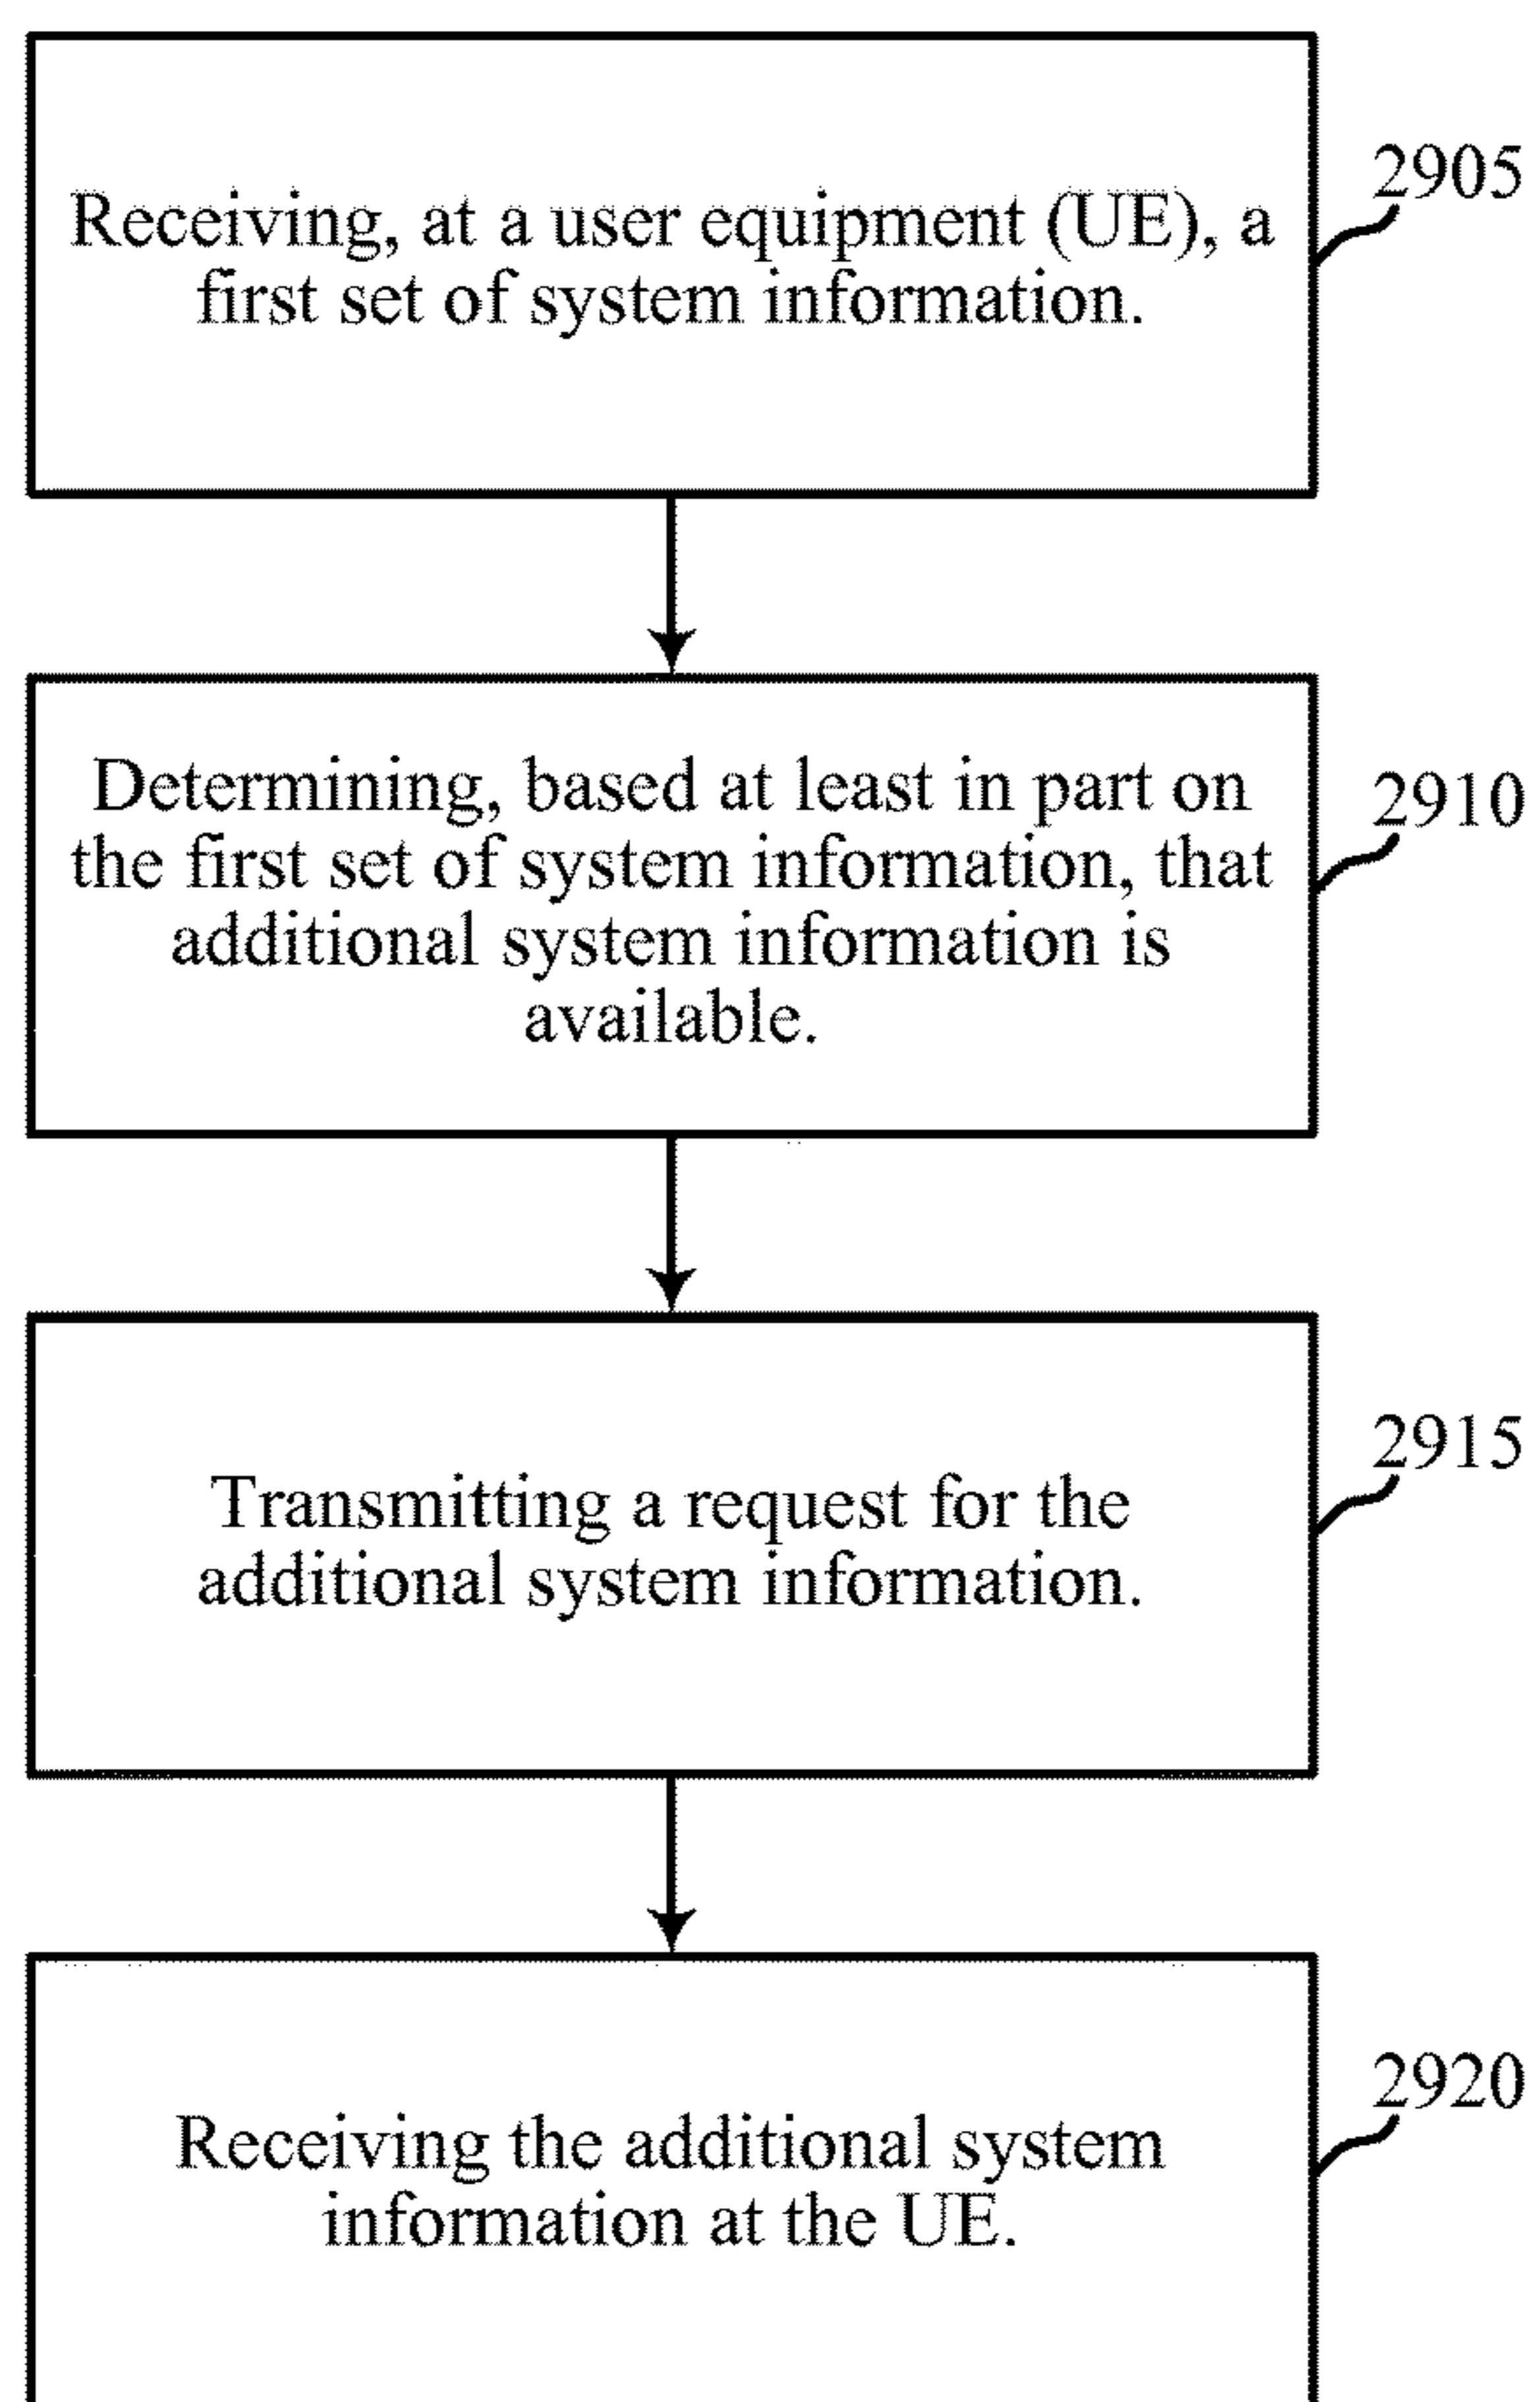 Receiving, at a user equipment (UE), a
first set of system information.
2905
Determining, based at least in part on
the first set of system information, that
additional system information is
available.
2910
Transmitting a request for the
additional system information.
2915
Receiving the additional system
information at the UE.
2920